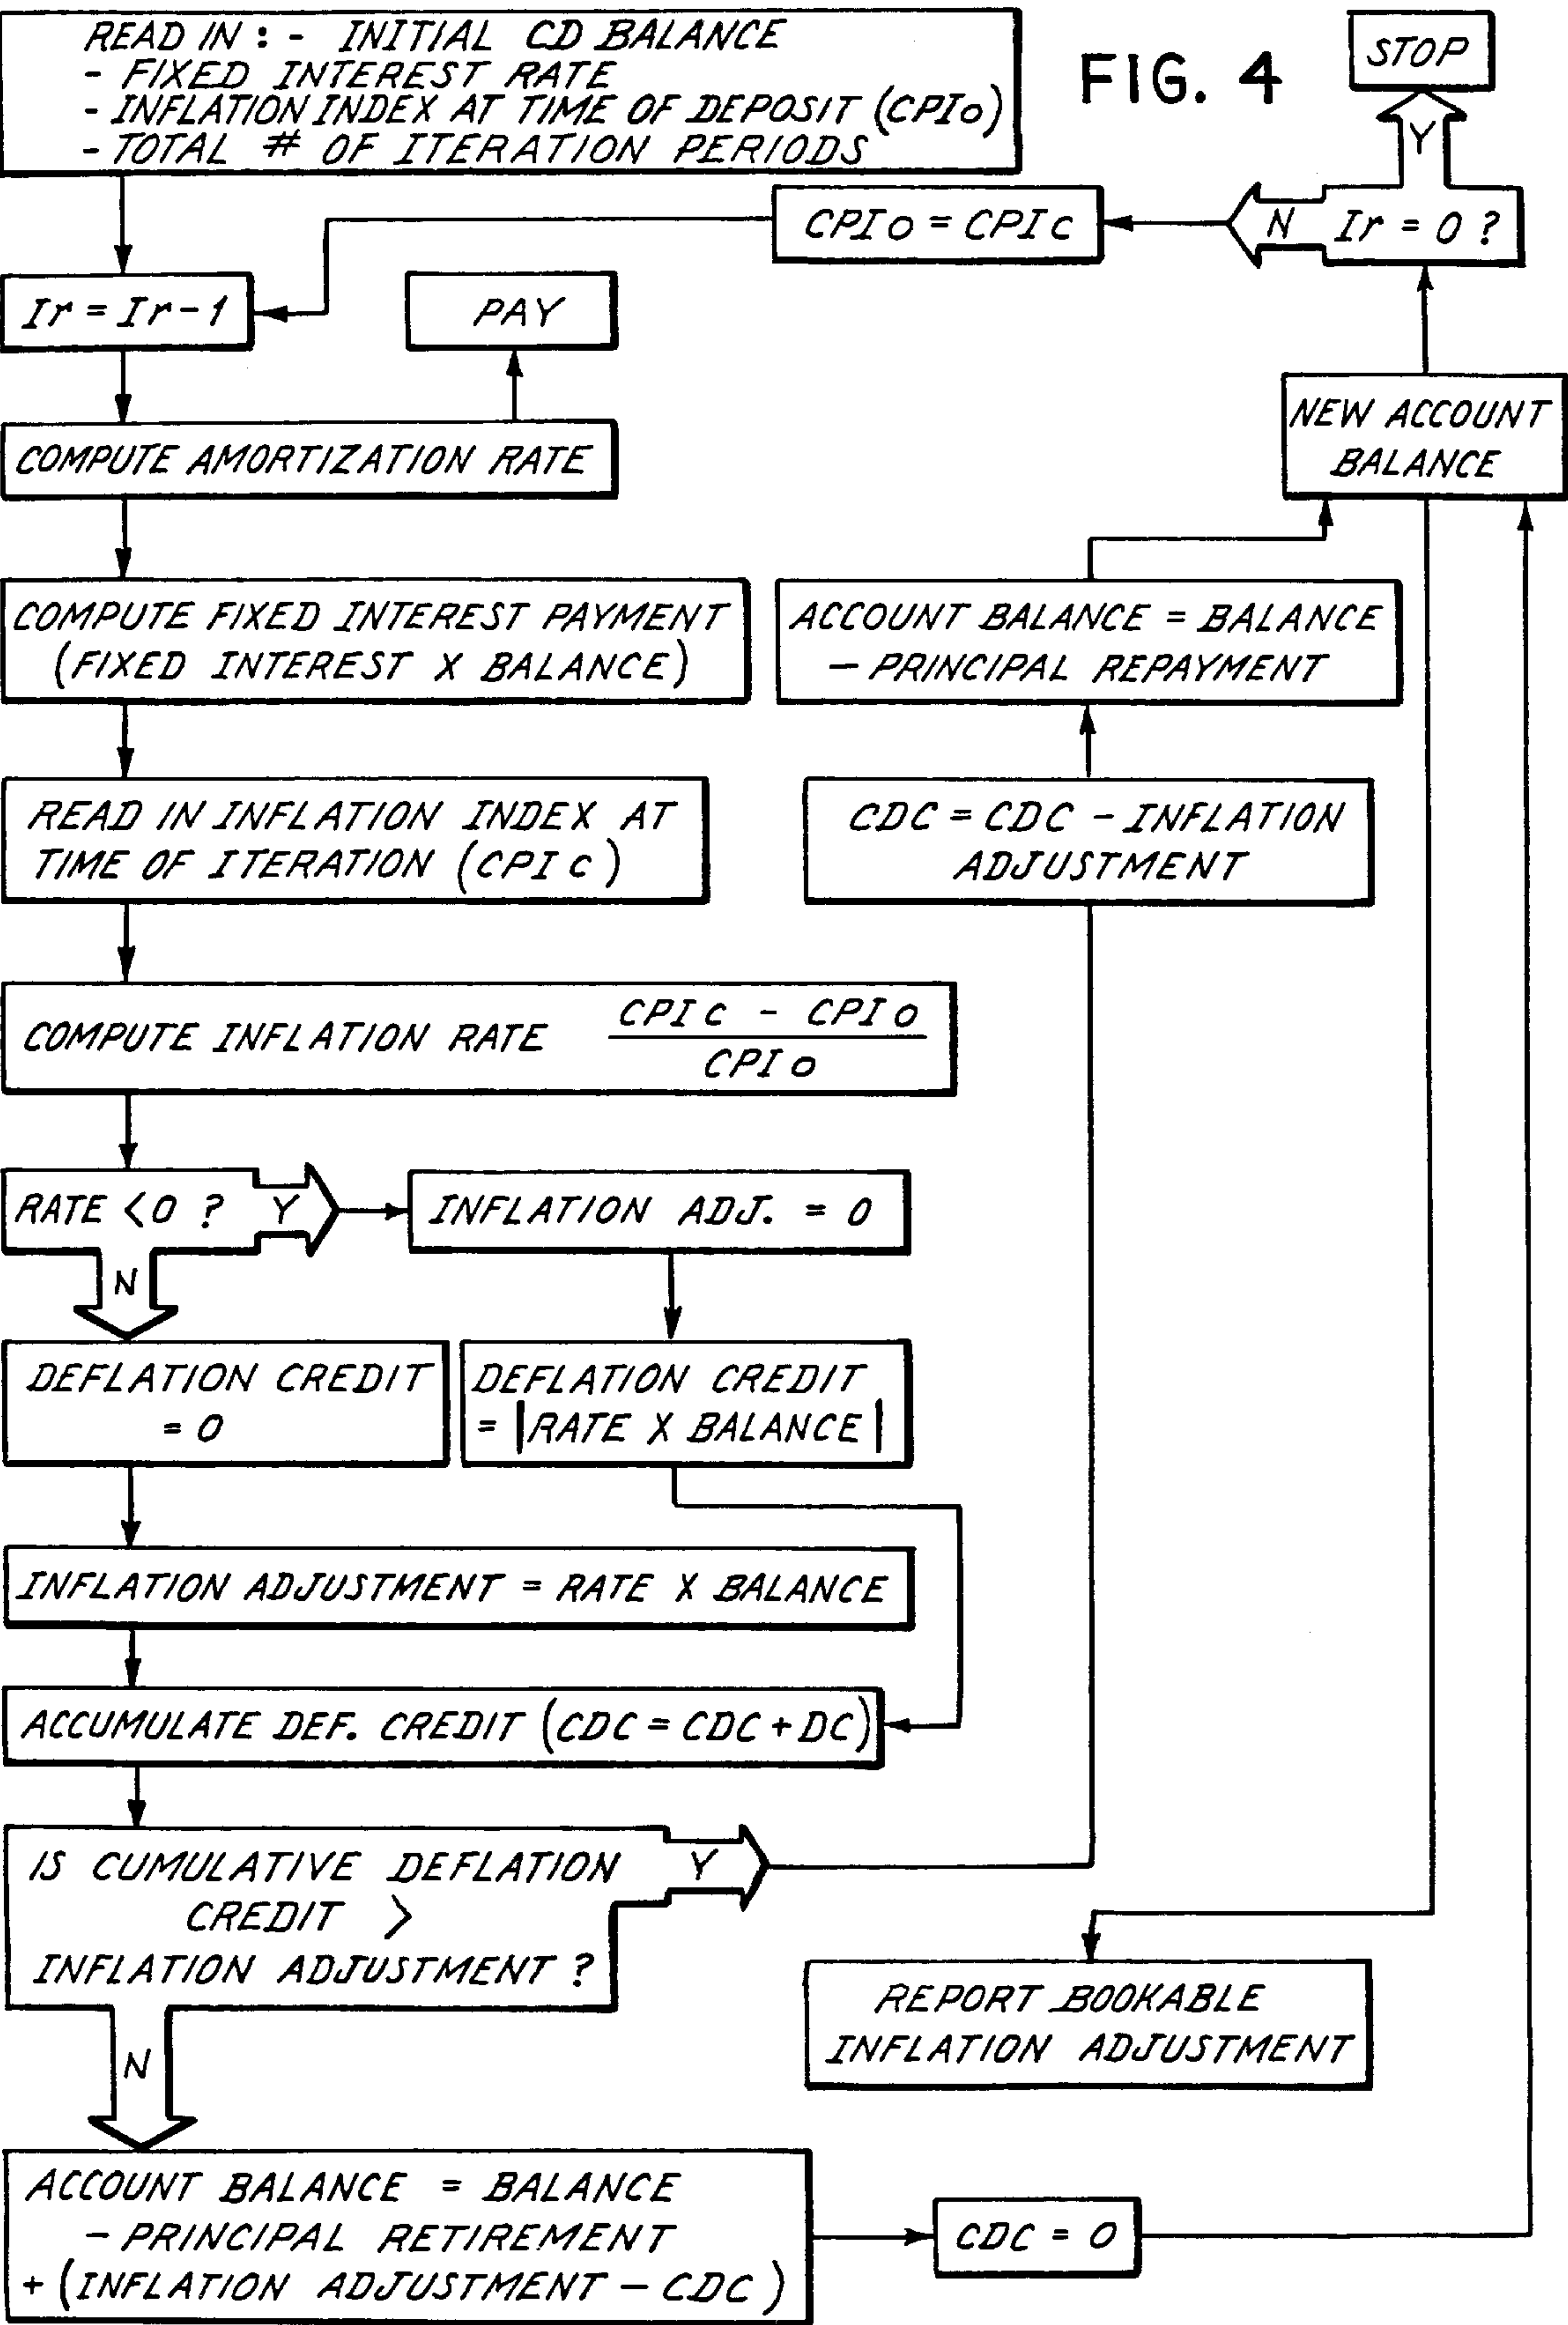 READ IN : - INITIAL CD BALANCE
- FIXED INTEREST RATE
- INFLATION INDEX AT TIME OF DEPOSIT (CPIo)
- TOTAL # OF ITERATION PERIODS
FIG. 4
STOP
Y
Ir = 0 ?
N
CPIo = CPIc
Ir = Ir - 1
PAY
COMPUTE AMORTIZATION RATE
NEW ACCOUNT
BALANCE
COMPUTE FIXED INTEREST PAYMENT
(FIXED INTEREST X BALANCE)
ACCOUNT BALANCE = BALANCE
- PRINCIPAL REPAYMENT
READ IN INFLATION INDEX AT
TIME OF ITERATION (CPI c)
CDC = CDC - INFLATION
ADJUSTMENT
COMPUTE INFLATION RATE
CPI c - CPI o
CPI o
RATE < 0 ?
Y
INFLATION ADJ. = 0
N
DEFLATION CREDIT
= 0
DEFLATION CREDIT
= |RATE X BALANCE|
INFLATION ADJUSTMENT = RATE X BALANCE
ACCUMULATE DEF. CREDIT (CDC = CDC + DC)
IS CUMULATIVE DEFLATION
CREDIT >
INFLATION ADJUSTMENT ?
Y
N
REPORT BOOKABLE
INFLATION ADJUSTMENT
ACCOUNT BALANCE = BALANCE
- PRINCIPAL RETIREMENT
+ (INFLATION ADJUSTMENT - CDC)
CDC = 0